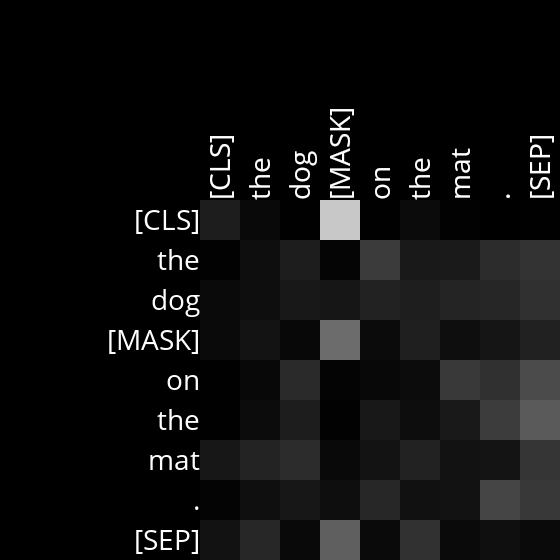 [CLS] the dog [MASK] on the mat . [SEP]
[CLS]
the
dog
[MASK]
on
the
mat
.
[SEP]